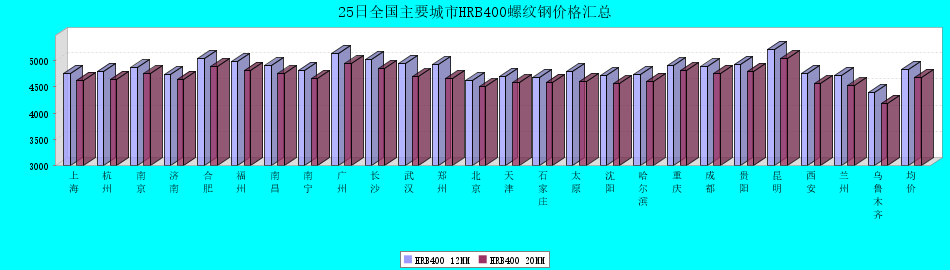 25日全国主要城市HRB400螺纹钢价格汇总
5000
4500
4000
3500
3000
上海 杭州 南京 济南 合肥 福州 南昌 南宁 广州 长沙 武汉 郑州 北京 天津 石家庄 太原 沈阳 哈尔滨 重庆 成都 贵阳 昆明 西安 兰州 乌鲁木齐 均价
HRB400 12MM HRB400 20MM